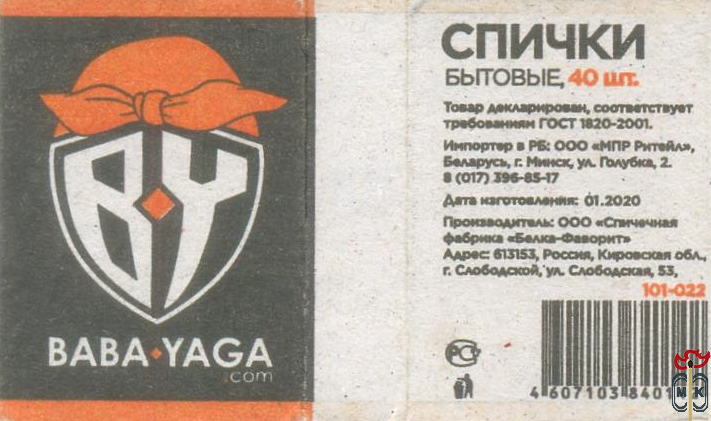 BY
BABA YAGA
.com
СПИЧКИ
БЫТОВЫЕ, 40 шт.
Товар декларирован, соответствует
требованиям ГОСТ 1820-2001.
Импортер в РБ: ООО «МПР Ритейл»,
Беларусь, г. Минск, ул. Голубка, 2.
8 (017) 396-85-17
Дата изготовления: 01.2020
Производитель: ООО «Спичечная
фабрика «Белка-Фаворит»
Адрес: 613153, Россия, Кировская обл.,
г. Слободской, ул. Слободская, 53,
101-022
РСТ
4 607103 8401
МК